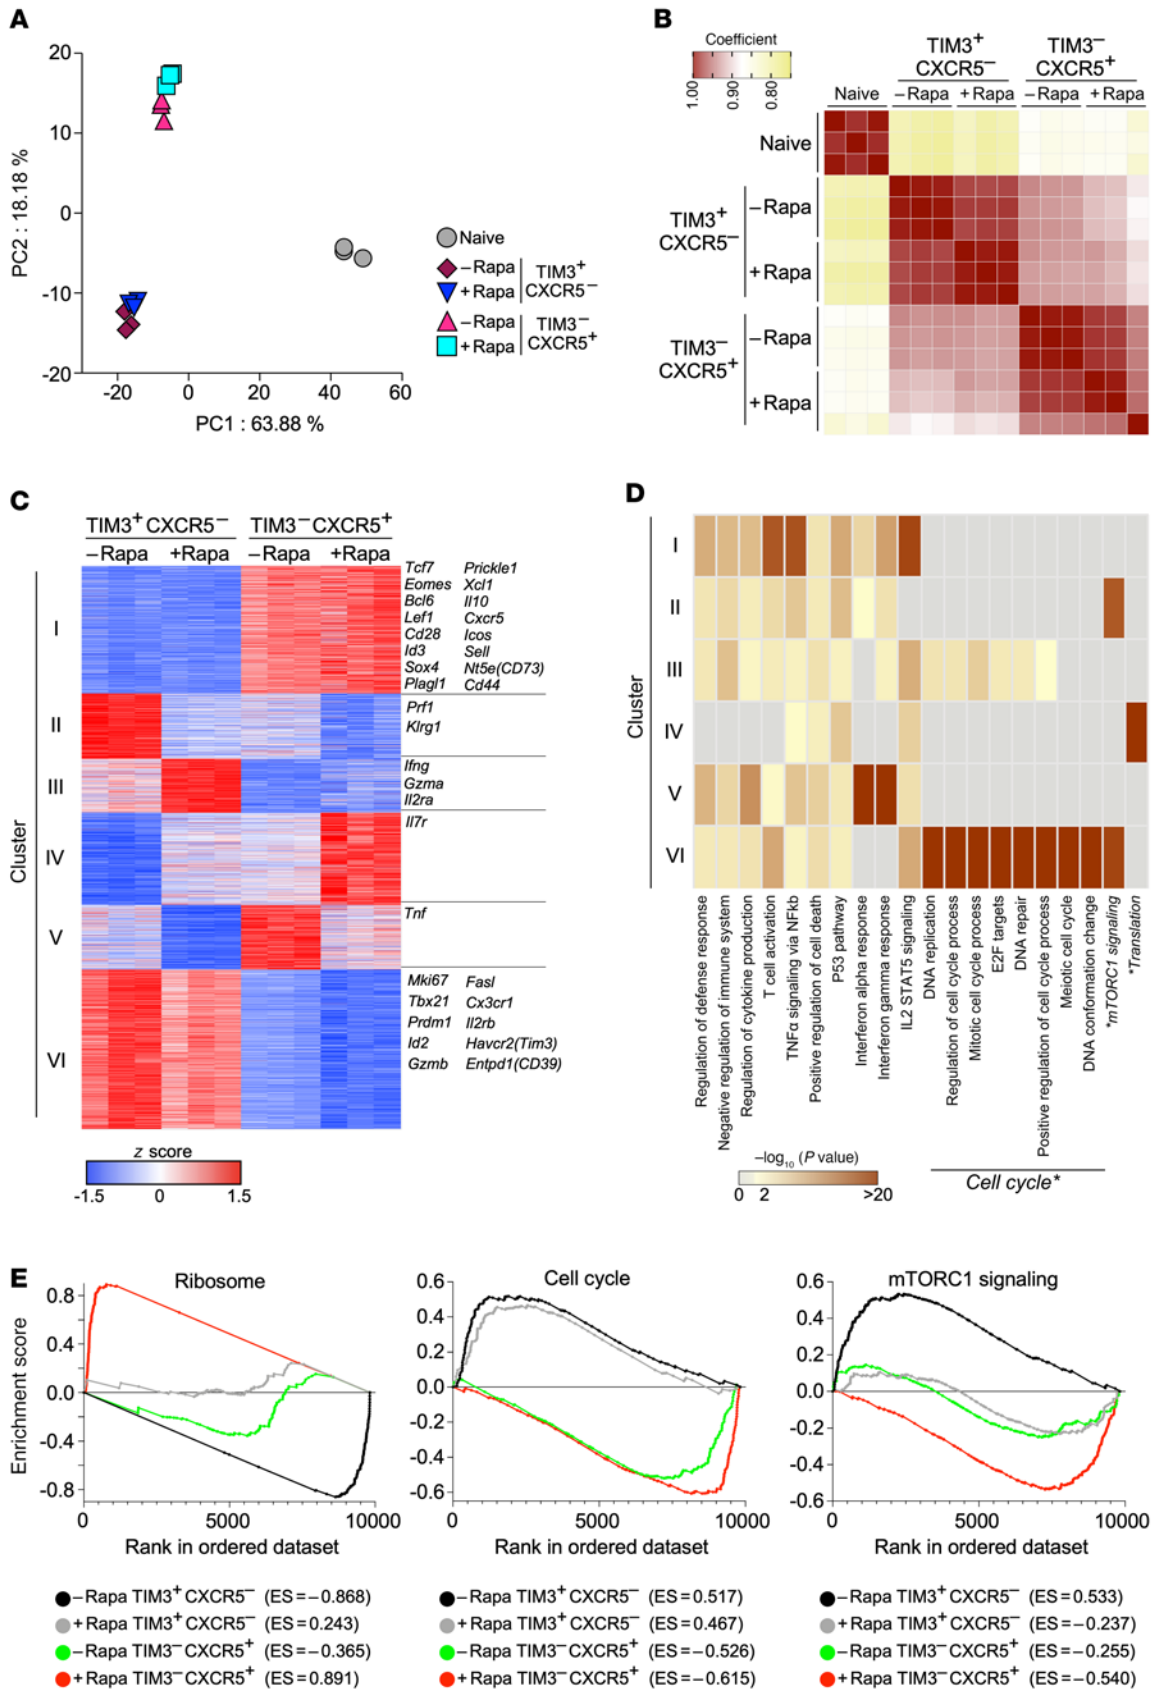 A
20
10
0
-10
-20
-20 0 20 40 60
PC2 : 18.18 %
PC1 : 63.88 %
Naive
–Rapa
+Rapa
TIM3+
CXCR5–
–Rapa
+Rapa
TIM3–
CXCR5+
B
Coefficient
1.00 0.90 0.80
TIM3+
CXCR5–
TIM3–
CXCR5+
Naive –Rapa +Rapa –Rapa +Rapa
Naive
TIM3+
CXCR5–
–Rapa
+Rapa
TIM3–
CXCR5+
–Rapa
+Rapa
C
TIM3+CXCR5– TIM3–CXCR5+
–Rapa +Rapa –Rapa +Rapa
Cluster
I
II
III
IV
V
VI
Tcf7 Prickle1
Eomes Xcl1
Bcl6 Il10
Lef1 Cxcr5
Cd28 Icos
Id3 Sell
Sox4 Nt5e(CD73)
Plagl1 Cd44
Prf1
Klrg1
Ifng
Gzma
Il2ra
Il7r
Tnf
Mki67 Fasl
Tbx21 Cx3cr1
Prdm1 Il2rb
Id2 Havcr2(Tim3)
Gzmb Entpd1(CD39)
z score
-1.5 0 1.5
D
Cluster
I
II
III
IV
V
VI
Regulation of defense response
Negative regulation of immune system
Regulation of cytokine production
T cell activation
TNFα signaling via NFkb
Positive regulation of cell death
P53 pathway
Interferon alpha response
Interferon gamma response
IL2 STAT5 signaling
DNA replication
Regulation of cell cycle process
Mitotic cell cycle process
E2F targets
DNA repair
Positive regulation of cell cycle process
Meiotic cell cycle
DNA conformation change
*mTORC1 signaling
*Translation
–log10 (P value)
0 2 >20
Cell cycle*
E
Enrichment score
Ribosome
0.8
0.4
0.0
-0.4
-0.8
0 5000 10000
Rank in ordered dataset
–Rapa TIM3+CXCR5– (ES=–0.868)
+Rapa TIM3+CXCR5– (ES=0.243)
–Rapa TIM3–CXCR5+ (ES=–0.365)
+Rapa TIM3–CXCR5+ (ES=0.891)
Cell cycle
0.6
0.4
0.2
0.0
-0.2
-0.4
-0.6
0 5000 10000
Rank in ordered dataset
–Rapa TIM3+CXCR5– (ES=0.517)
+Rapa TIM3+CXCR5– (ES=0.467)
–Rapa TIM3–CXCR5+ (ES=–0.526)
+Rapa TIM3–CXCR5+ (ES=–0.615)
mTORC1 signaling
0.6
0.4
0.2
0.0
-0.2
-0.4
-0.6
0 5000 10000
Rank in ordered dataset
–Rapa TIM3+CXCR5– (ES=0.533)
+Rapa TIM3+CXCR5– (ES=–0.237)
–Rapa TIM3–CXCR5+ (ES=–0.255)
+Rapa TIM3–CXCR5+ (ES=–0.540)